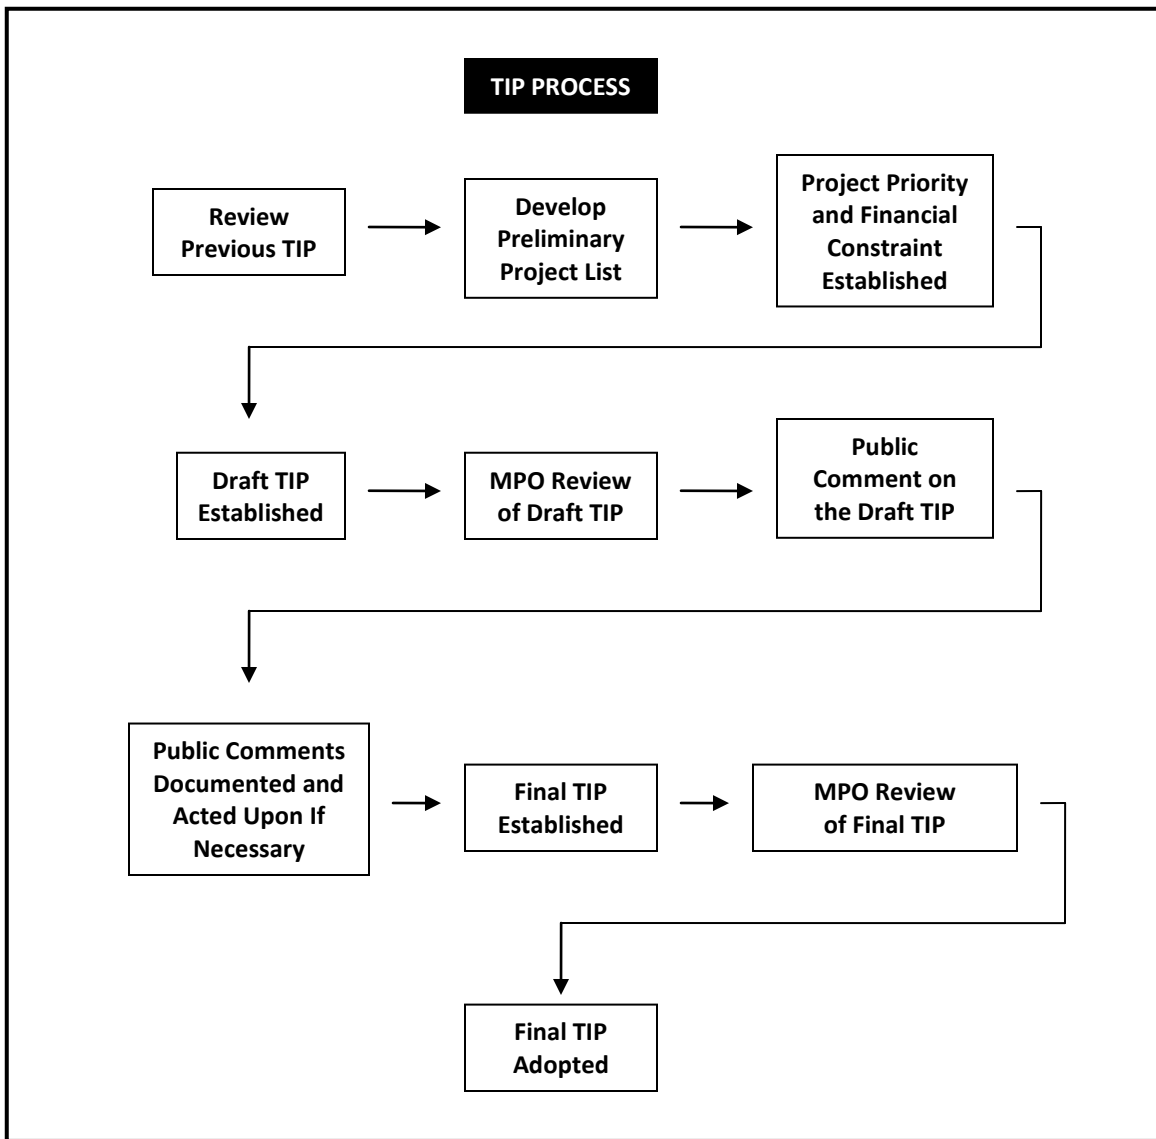 TIP PROCESS
Review
Previous TIP
Develop
Preliminary
Project List
Project Priority
and Financial
Constraint
Established
Draft TIP
Established
MPO Review
of Draft TIP
Public
Comment on
the Draft TIP
Public Comments
Documented and
Acted Upon If
Necessary
Final TIP
Established
MPO Review
of Final TIP
Final TIP
Adopted